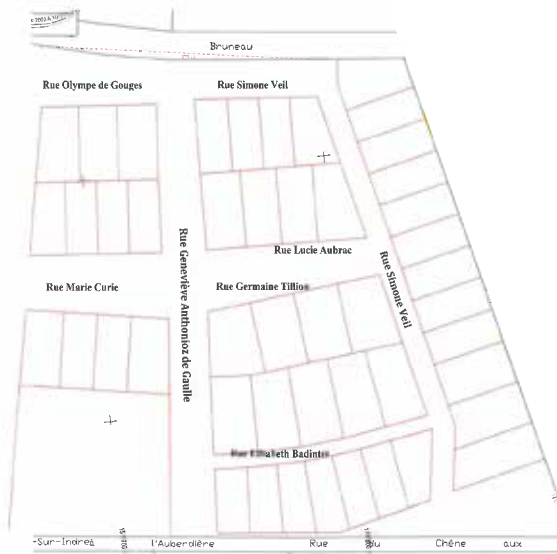 Bruneau
Rue Olympe de Gouges
Rue Simone Veil
Rue Geneviève Anthonioz de Gaulle
Rue Lucie Aubrac
Rue Simone Veil
Rue Marie Curie
Rue Germaine Tillion
Rue Elisabeth Badinter
-Sur-Indre
l'Auberdière
Rue du Chêne aux